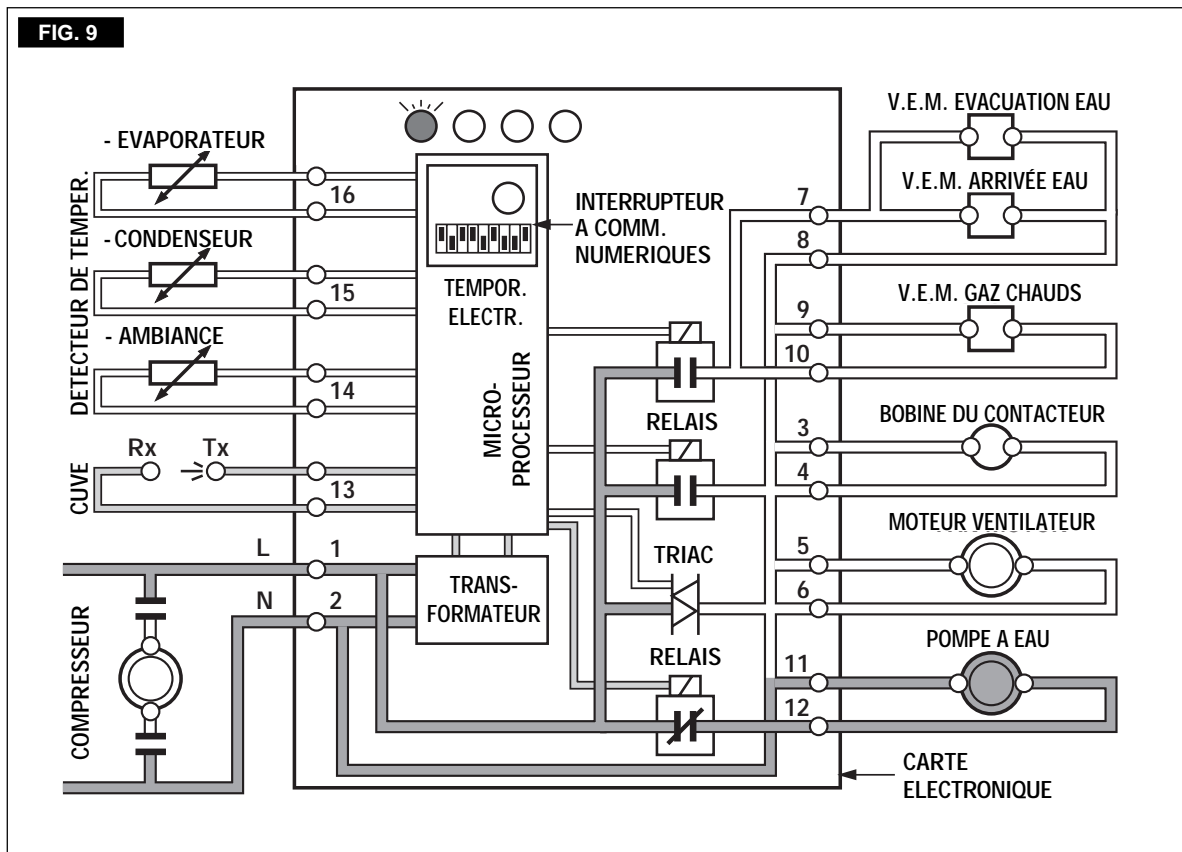 FIG. 9
DETECTEUR DE TEMPER.
- EVAPORATEUR
16
- CONDENSEUR
15
- AMBIANCE
14
CUVE
Rx
Tx
13
L
1
N
2
COMPRESSEUR
INTERRUPTEUR
A COMM.
NUMERIQUES
TEMPOR.
ELECTR.
MICRO-
PROCESSEUR
TRANS-
FORMATEUR
RELAIS
TRIAC
RELAIS
V.E.M. EVACUATION EAU
V.E.M. ARRIVÉE EAU
7
8
V.E.M. GAZ CHAUDS
9
10
BOBINE DU CONTACTEUR
3
4
MOTEUR VENTILATEUR
5
6
POMPE A EAU
11
12
CARTE
ELECTRONIQUE